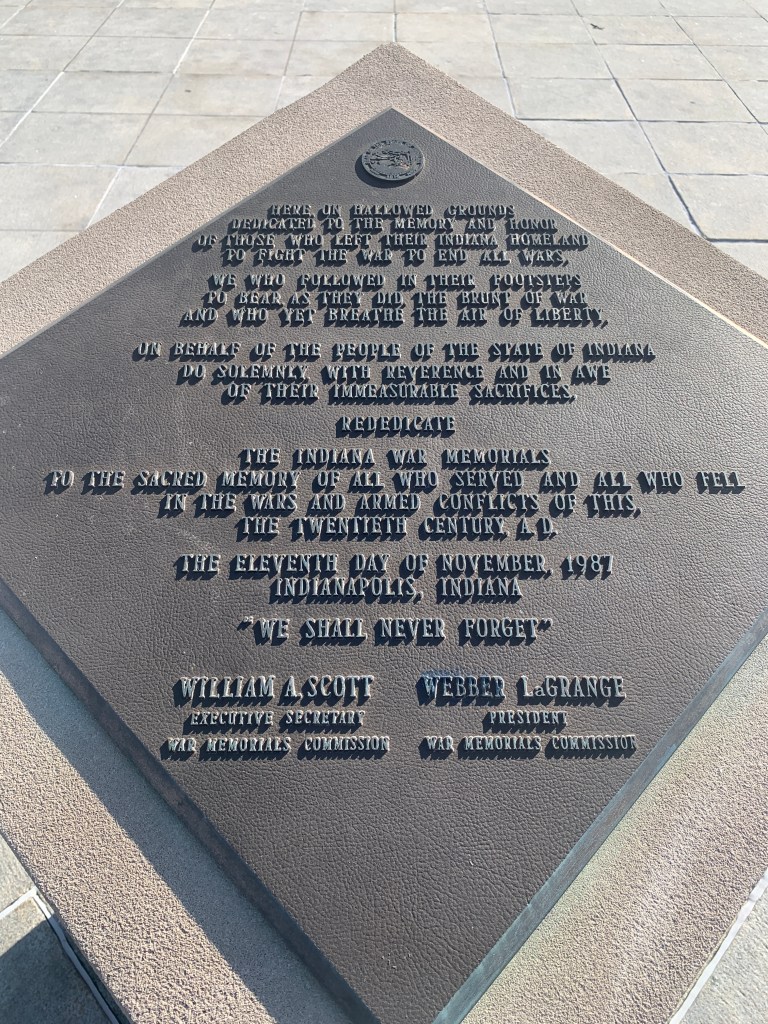 HERE ON HALLOWED GROUNDS
DEDICATED TO THE MEMORY AND HONOR
OF THOSE WHO LEFT THEIR INDIANA HOMELAND
TO FIGHT THE WAR TO END ALL WARS,
WE WHO FOLLOWED IN THEIR FOOTSTEPS
TO BEAR, AS THEY DID, THE BRUNT OF WAR
AND WHO YET BREATHE THE AIR OF LIBERTY,
ON BEHALF OF THE PEOPLE OF THE STATE OF INDIANA
DO SOLEMNLY, WITH REVERENCE AND IN AWE
OF THEIR IMMEASURABLE SACRIFICES,
REDEDICATE
THE INDIANA WAR MEMORIALS
TO THE SACRED MEMORY OF ALL WHO SERVED AND ALL WHO FELL
IN THE WARS AND ARMED CONFLICTS OF THIS,
THE TWENTIETH CENTURY, A.D.
THE ELEVENTH DAY OF NOVEMBER, 1987
INDIANAPOLIS, INDIANA
"WE SHALL NEVER FORGET"
WILLIAM A. SCOTT WEBBER LaGRANGE
EXECUTIVE SECRETARY PRESIDENT
WAR MEMORIALS COMMISSION WAR MEMORIALS COMMISSION